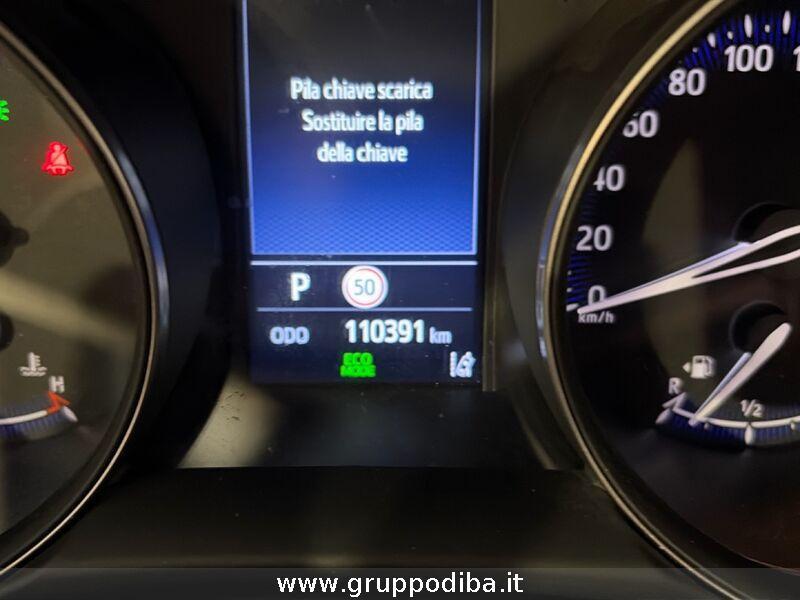 Pila chiave scarica
Sostituire la pila
della chiave
P 50
ODO 110391 km
ECO
MODE
H
100
80
60
40
20
0
km/h
R
1/2
www.gruppodiba.it